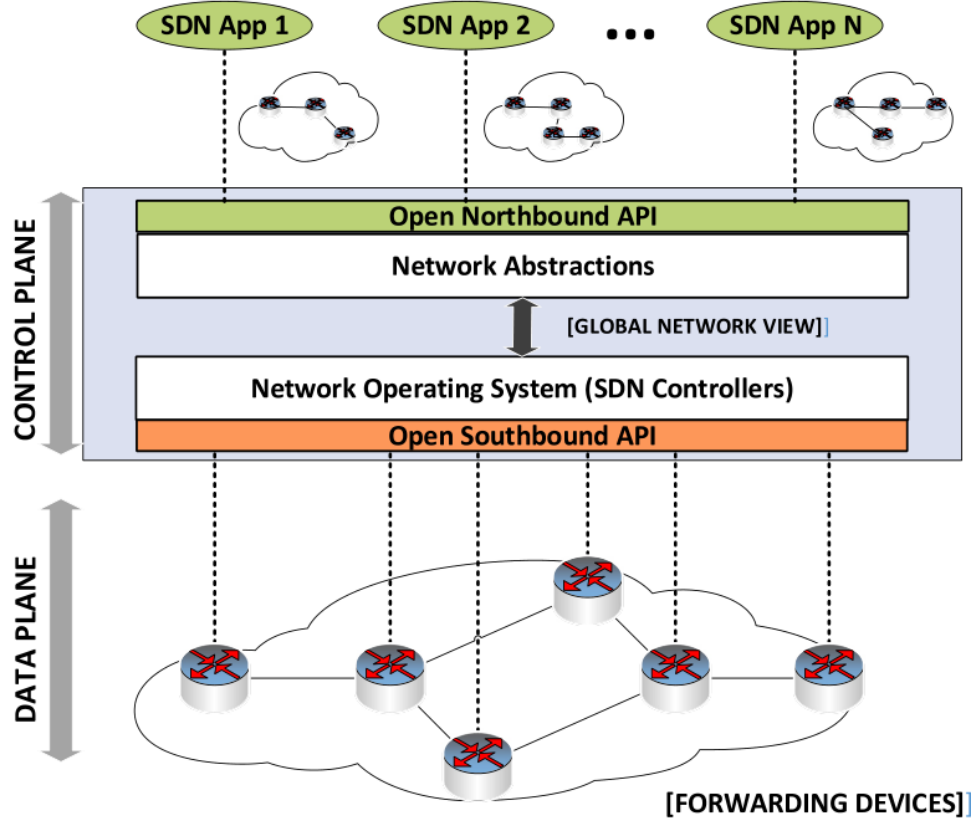 SDN App 1
SDN App 2
...
SDN App N
CONTROL PLANE
Open Northbound API
Network Abstractions
[GLOBAL NETWORK VIEW]]
Network Operating System (SDN Controllers)
Open Southbound API
DATA PLANE
[FORWARDING DEVICES]]